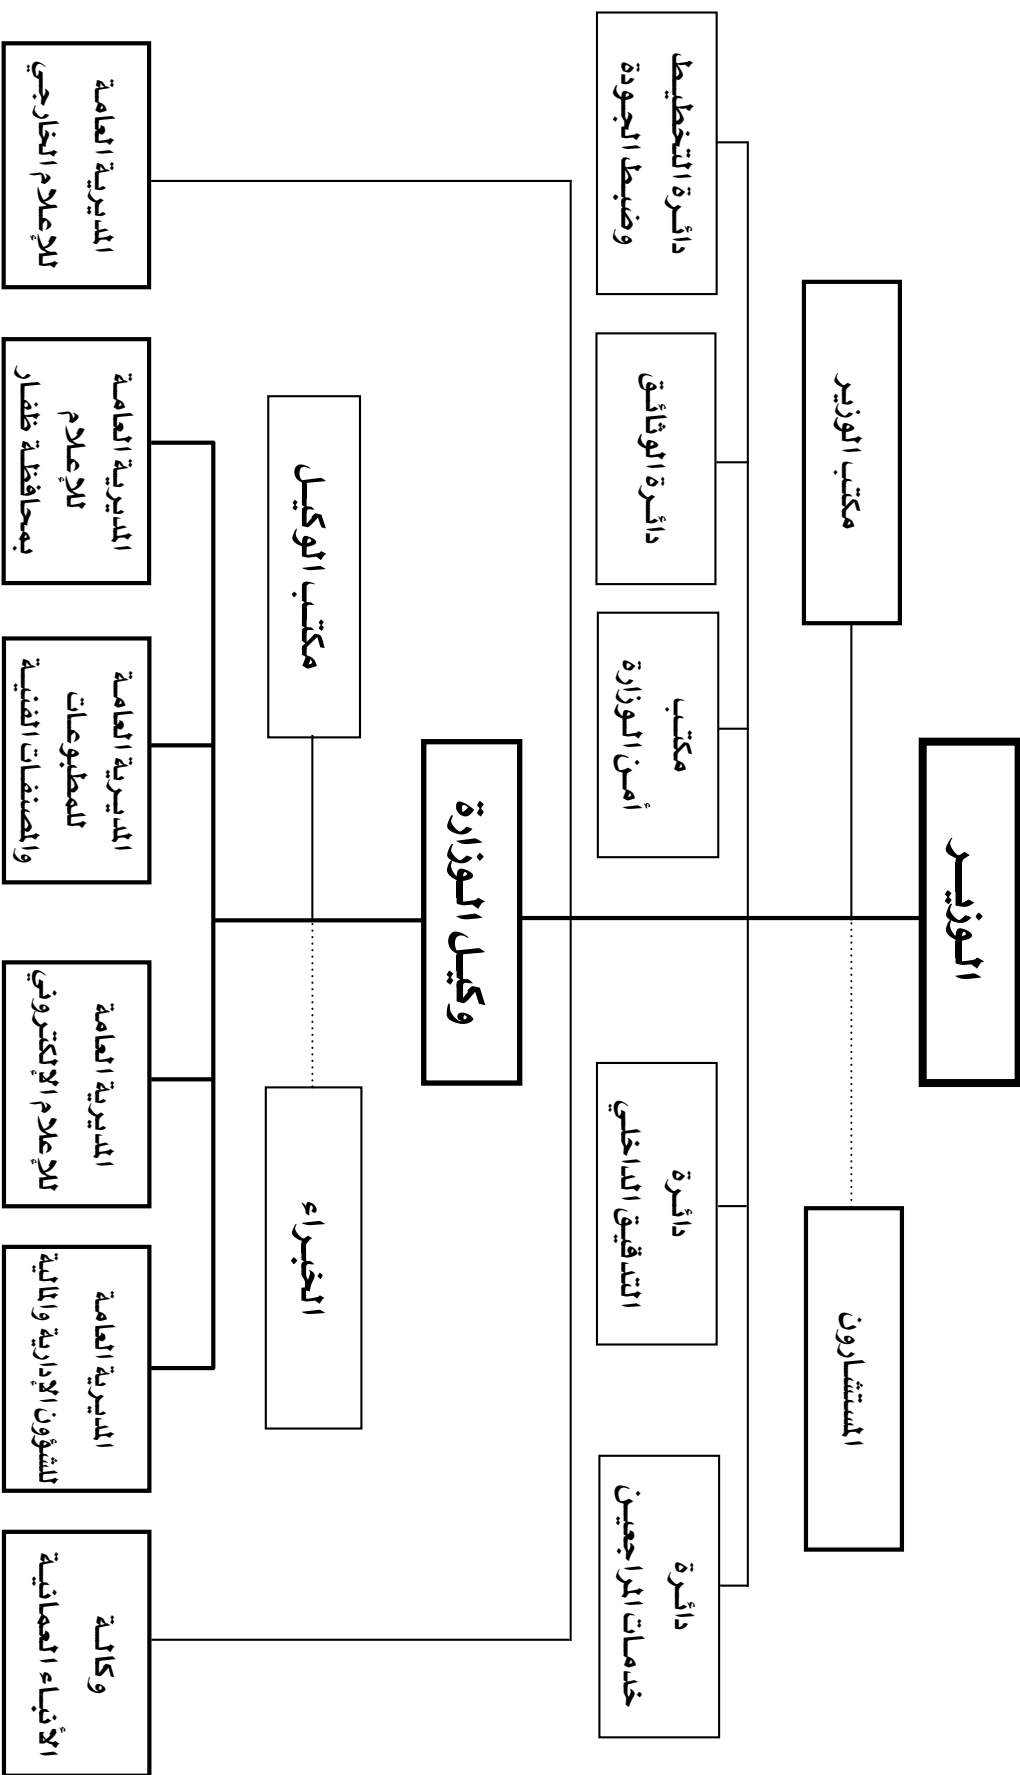 الوزير
المستشارون
مكتب الوزير
دائرة
خدمات المراجعين
دائرة
التدقيق الداخلي
مكتب
أمن الوزارة
دائرة الوثائق
دائرة التخطيط
وضبط الجودة
وكيل الوزارة
الخبراء
مكتب الوكيل
وكالة
الأنباء العمانية
المديرية العامة
للشؤون الإدارية والمالية
المديرية العامة
للإعلام الإلكتروني
المديرية العامة
للمطبوعات
والمصنفات الفنية
المديرية العامة
للإعلام
بمحافظة ظفار
المديرية العامة
للإعلام الخارجي